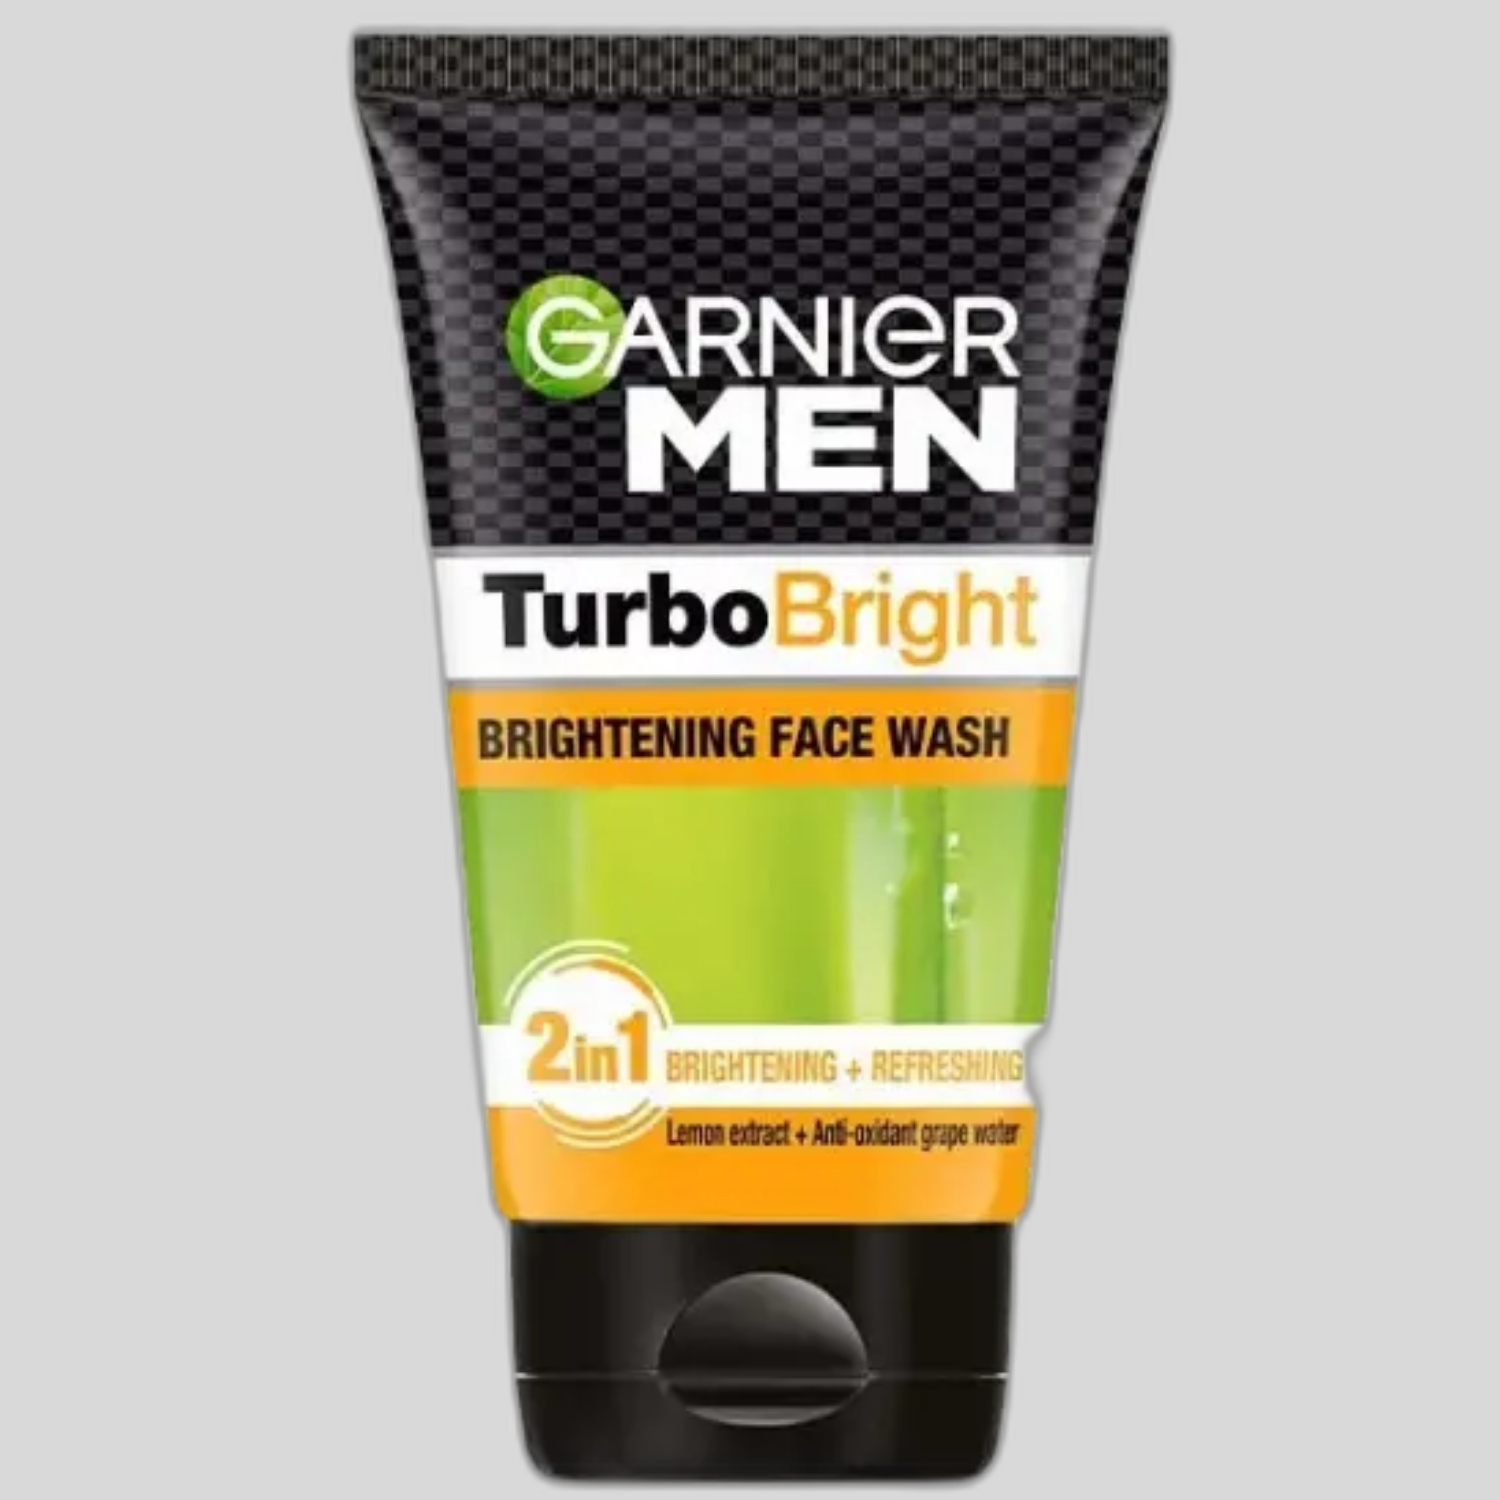 GARNIER
MEN
TurboBright
BRIGHTENING FACE WASH
2in1 BRIGHTENING + REFRESHING
Lemon extract + Anti-oxidant grape water